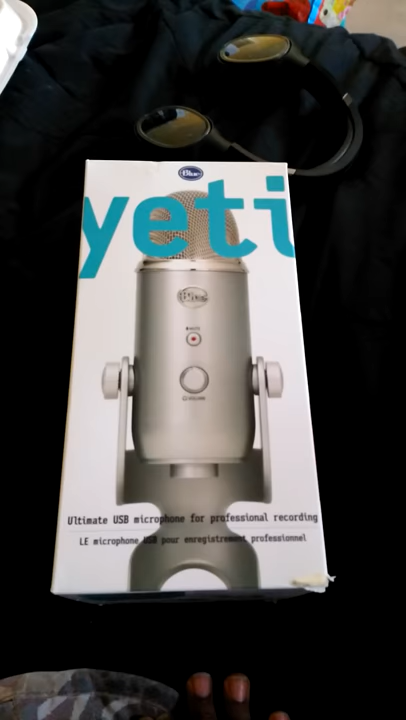 Blue
yeti
Blue
MUTE
VOLUME
Ultimate USB microphone for professional recording
LE microphone USB pour enregistrement professionnel